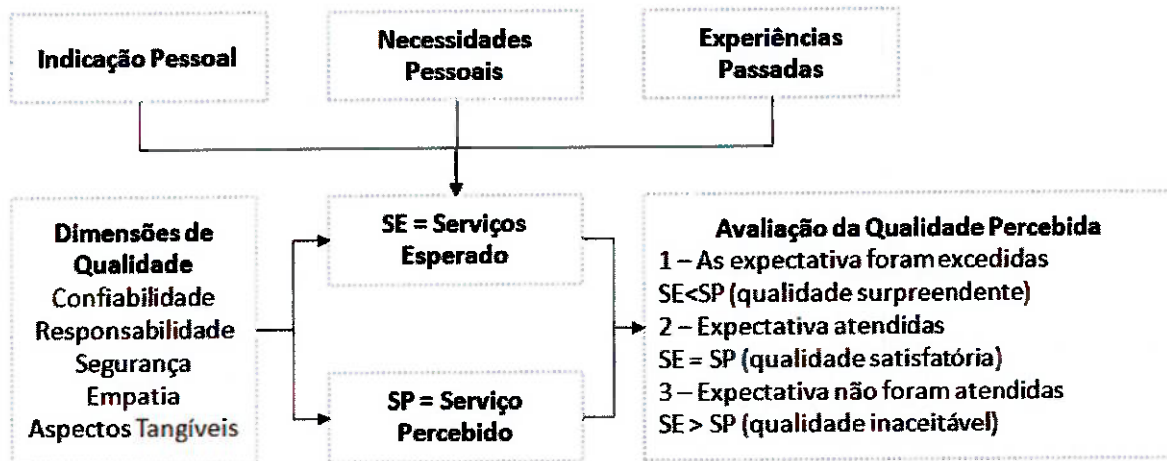 Indicação Pessoal
Necessidades
Pessoais
Experiências
Passadas
Dimensões de
Qualidade
Confiabilidade
Responsabilidade
Segurança
Empatia
Aspectos Tangíveis
SE = Serviços
Esperado
SP = Serviço
Percebido
Avaliação da Qualidade Percebida
1 – As expectativa foram excedidas
SE<SP (qualidade surpreendente)
2 – Expectativa atendidas
SE = SP (qualidade satisfatória)
3 – Expectativa não foram atendidas
SE > SP (qualidade inaceitável)